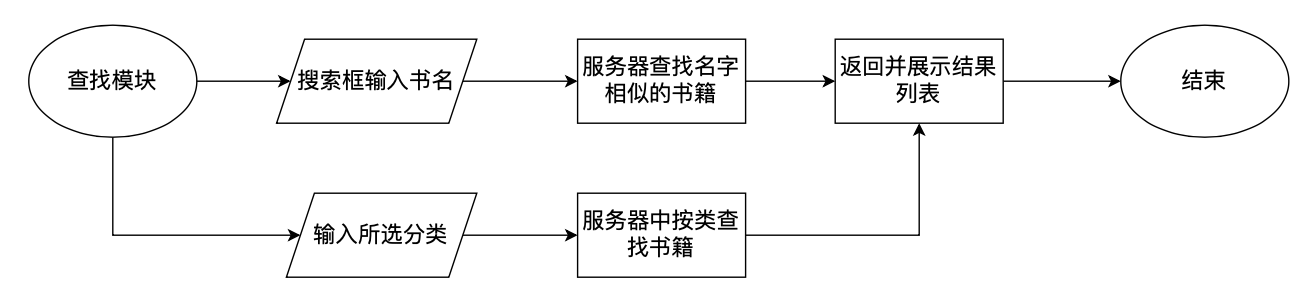 查找模块
搜索框输入书名
服务器查找名字
相似的书籍
返回并展示结果
列表
结束
输入所选分类
服务器中按类查
找书籍